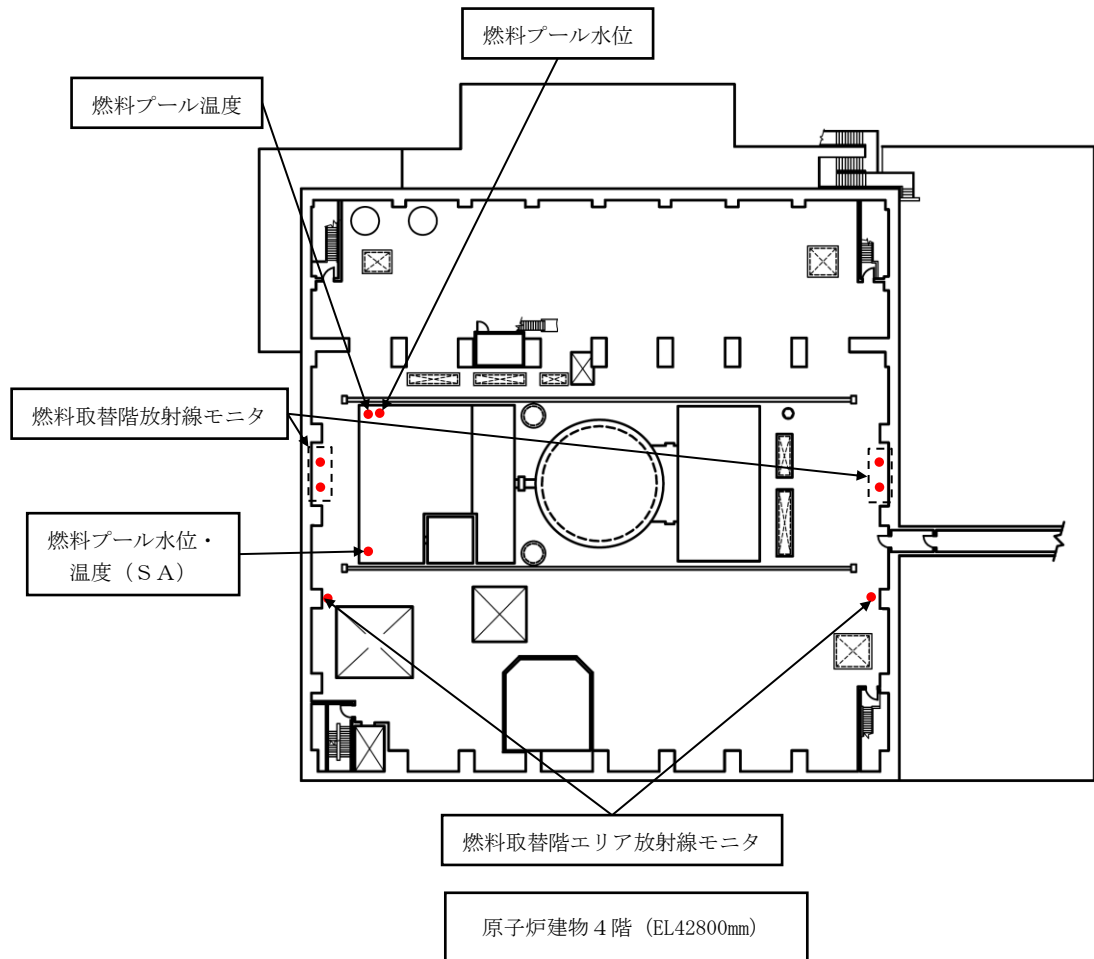 燃料プール水位
燃料プール温度
燃料取替階放射線モニタ
燃料プール水位・
温度（ＳＡ）
燃料取替階エリア放射線モニタ
原子炉建物４階（EL42800mm）